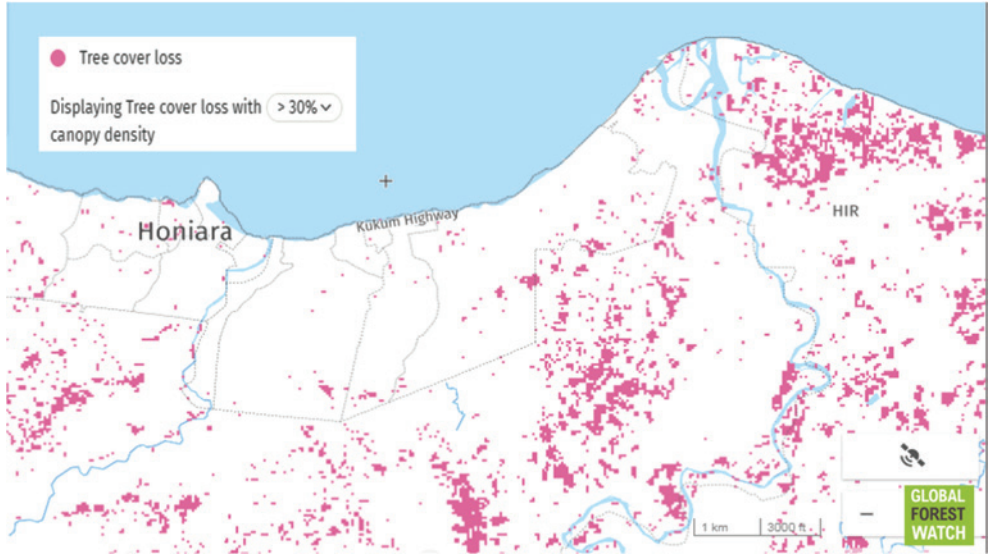 Tree cover loss
Displaying Tree cover loss with > 30%
canopy density
Honiara
Kukum Highway
HIR
1 km
3000 ft
GLOBAL
FOREST
WATCH